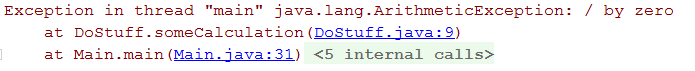 Exception in thread "main" java.lang.ArithmeticException: / by zero
at DoStuff.someCalculation(DoStuff.java:9)
at Main.main(Main.java:31) <5 internal calls>